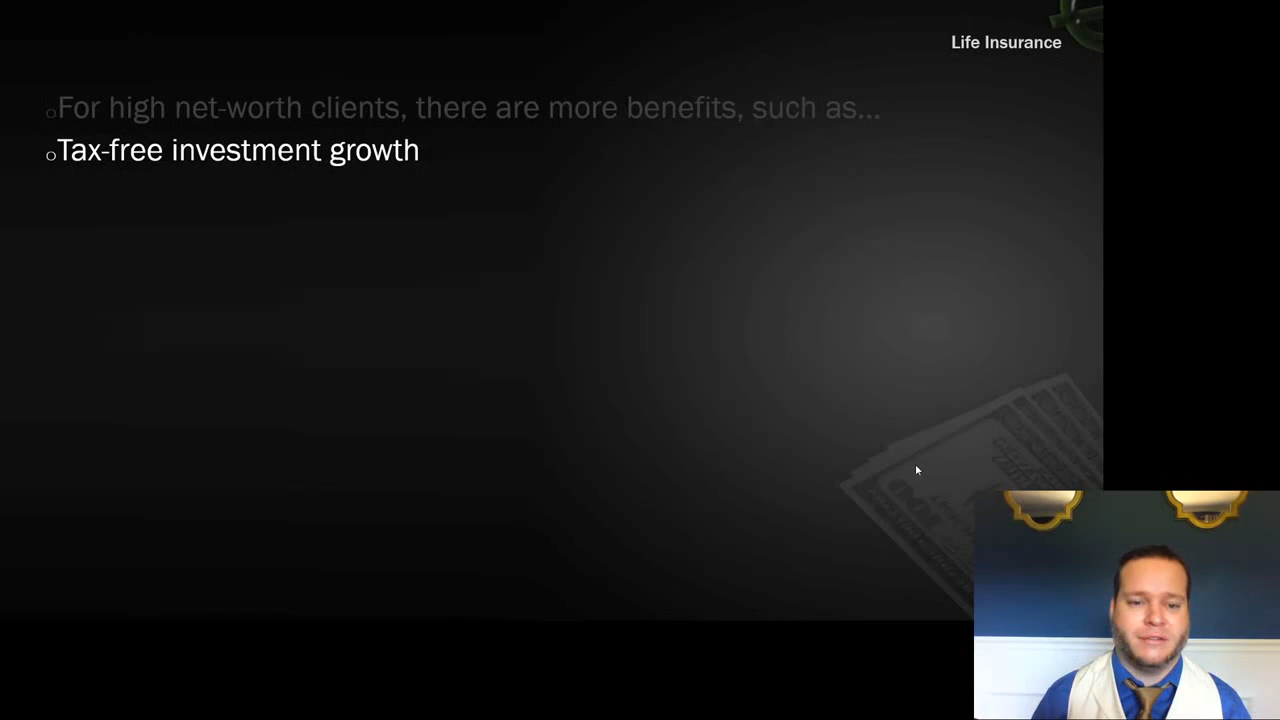 Life Insurance
○For high net-worth clients, there are more benefits, such as...
○Tax-free investment growth